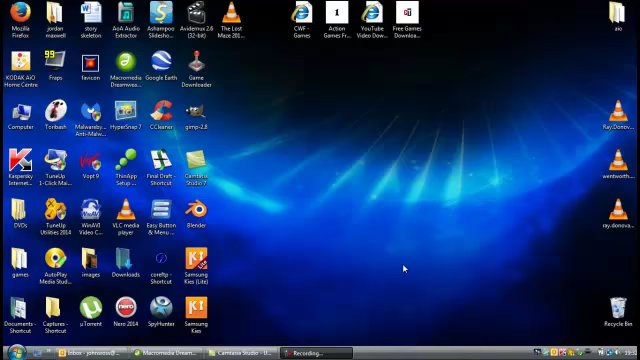 Mozilla Firefox
jordan maxwell
story skeleton
AoA Audio Extractor
Ashampoo Slidesho...
Avidemux 2.6 (32-bit)
The Lost Maze 201...
CWF - Games
1
Action Games Fr...
YouTube Video Dow...
Free Games Downloa...
aio
KODAK AiO Home Centre
99
Fraps
favicon
Macromedia Dreamwea...
Google Earth
Game Downloader
Computer
Toribash
Malwareby... Anti-Malw...
HyperSnap 7
CCleaner
gimp-2.8
Ray.Donov...
Kaspersky Internet...
TuneUp 1-Click Mai...
Vopt 9
ThinApp Setup ...
Final Draft - Shortcut
Camtasia Studio 7
wentworth...
DVDs
TuneUp Utilities 2014
WinAVI Video C...
VLC media player
Easy Button & Menu ...
Blender
ray.donova...
games
AutoPlay Media Studi...
images
Downloads
coreftp - Shortcut
Samsung Kies (Lite)
Documents - Shortcut
Captures - Shortcut
µTorrent
Nero 2014
SpyHunter
Samsung Kies
Recycle Bin
Inbox - johnwoss@...
Macromedia Dream...
Camtasia Studio - U...
Recording...